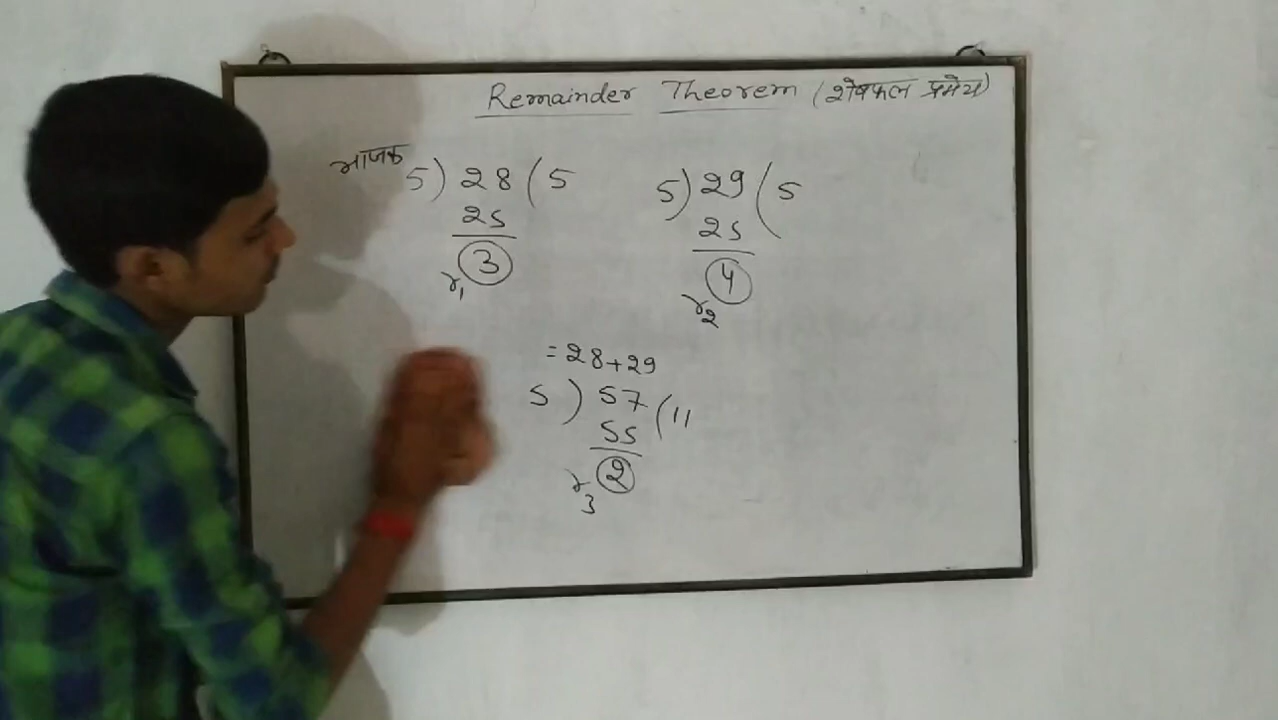 Remainder Theorem (शेषफल प्रमेय)
भाजक 5) 28 ( 5
25
3
r1
5) 29 ( 5
25
4
r2
= 28+29
5 ) 57 ( 11
55
2
r3